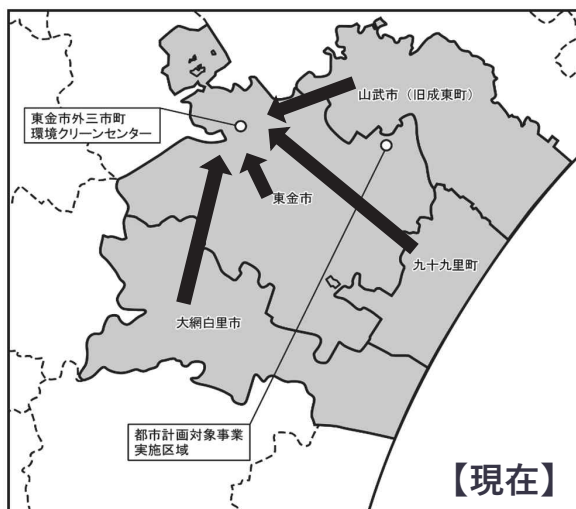 山武市（旧成東町）
東金市外三市町
環境クリーンセンター
東金市
九十九里町
大網白里市
都市計画対象事業
実施区域
【現在】